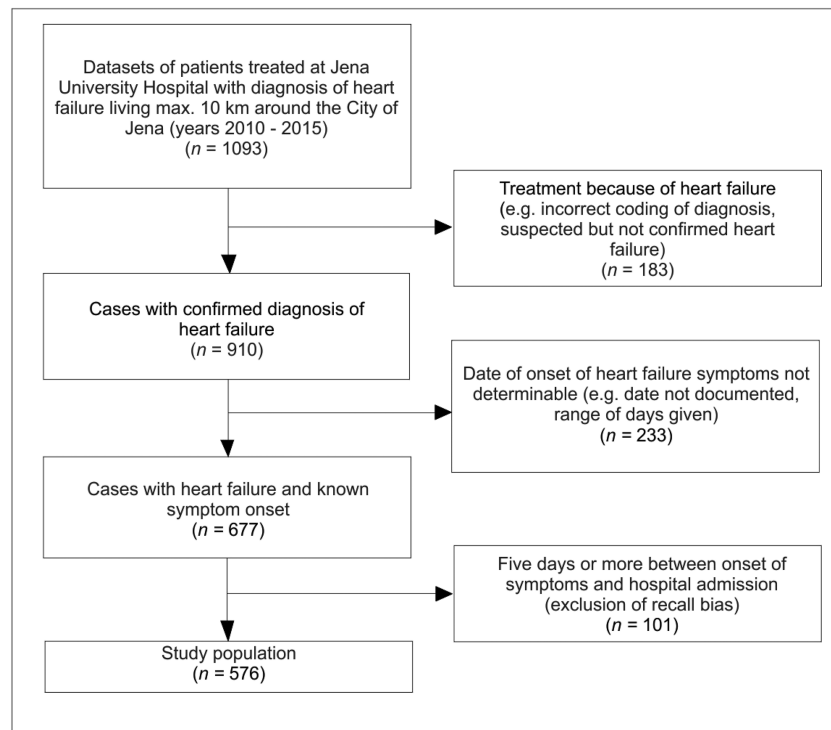 Datasets of patients treated at Jena
University Hospital with diagnosis of heart
failure living max. 10 km around the City of
Jena (years 2010 - 2015)
(n = 1093)
Treatment because of heart failure
(e.g. incorrect coding of diagnosis,
suspected but not confirmed heart
failure)
(n = 183)
Cases with confirmed diagnosis of
heart failure
(n = 910)
Date of onset of heart failure symptoms not
determinable (e.g. date not documented,
range of days given)
(n = 233)
Cases with heart failure and known
symptom onset
(n = 677)
Five days or more between onset of
symptoms and hospital admission
(exclusion of recall bias)
(n = 101)
Study population
(n = 576)